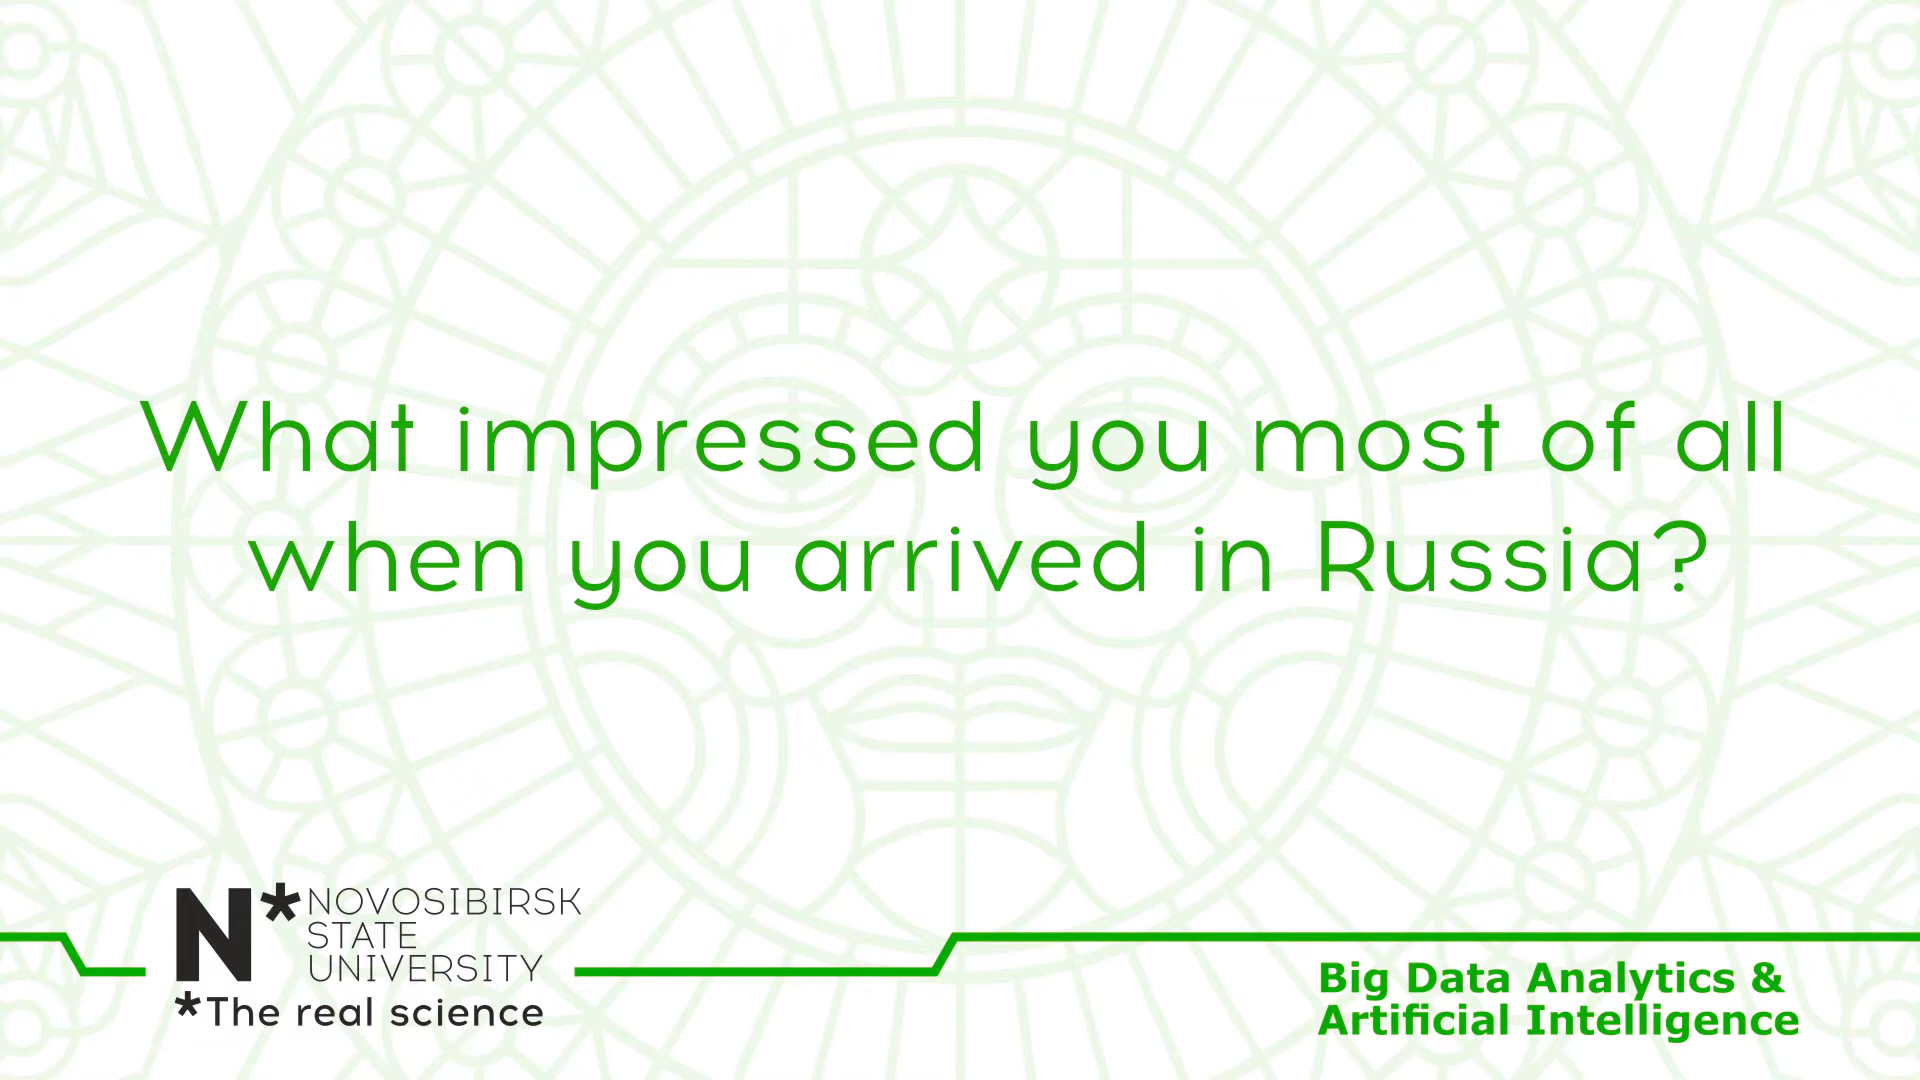 What impressed you most of all
when you arrived in Russia?
N*
NOVOSIBIRSK
STATE
UNIVERSITY
*The real science
Big Data Analytics &
Artificial Intelligence